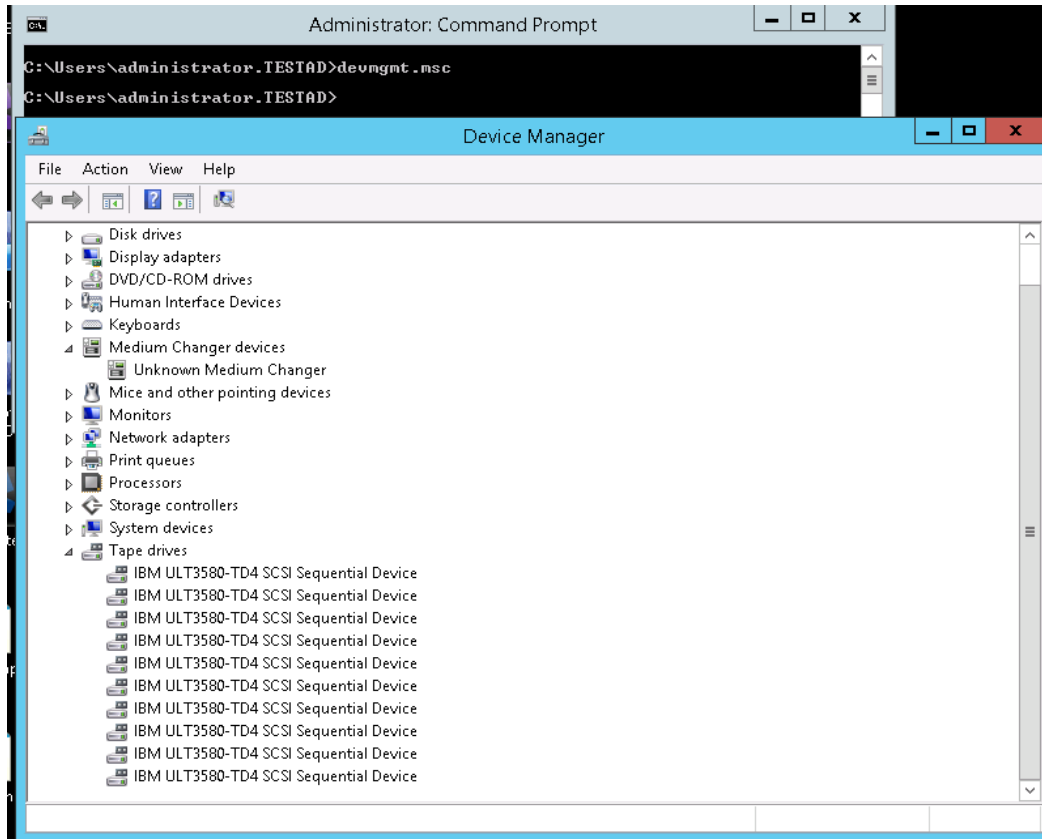 Administrator: Command Prompt
C:\Users\administrator.TESTAD>devmgmt.msc
C:\Users\administrator.TESTAD>
Device Manager
File Action View Help
Disk drives
Display adapters
DVD/CD-ROM drives
Human Interface Devices
Keyboards
Medium Changer devices
Unknown Medium Changer
Mice and other pointing devices
Monitors
Network adapters
Print queues
Processors
Storage controllers
System devices
Tape drives
IBM ULT3580-TD4 SCSI Sequential Device
IBM ULT3580-TD4 SCSI Sequential Device
IBM ULT3580-TD4 SCSI Sequential Device
IBM ULT3580-TD4 SCSI Sequential Device
IBM ULT3580-TD4 SCSI Sequential Device
IBM ULT3580-TD4 SCSI Sequential Device
IBM ULT3580-TD4 SCSI Sequential Device
IBM ULT3580-TD4 SCSI Sequential Device
IBM ULT3580-TD4 SCSI Sequential Device
IBM ULT3580-TD4 SCSI Sequential Device